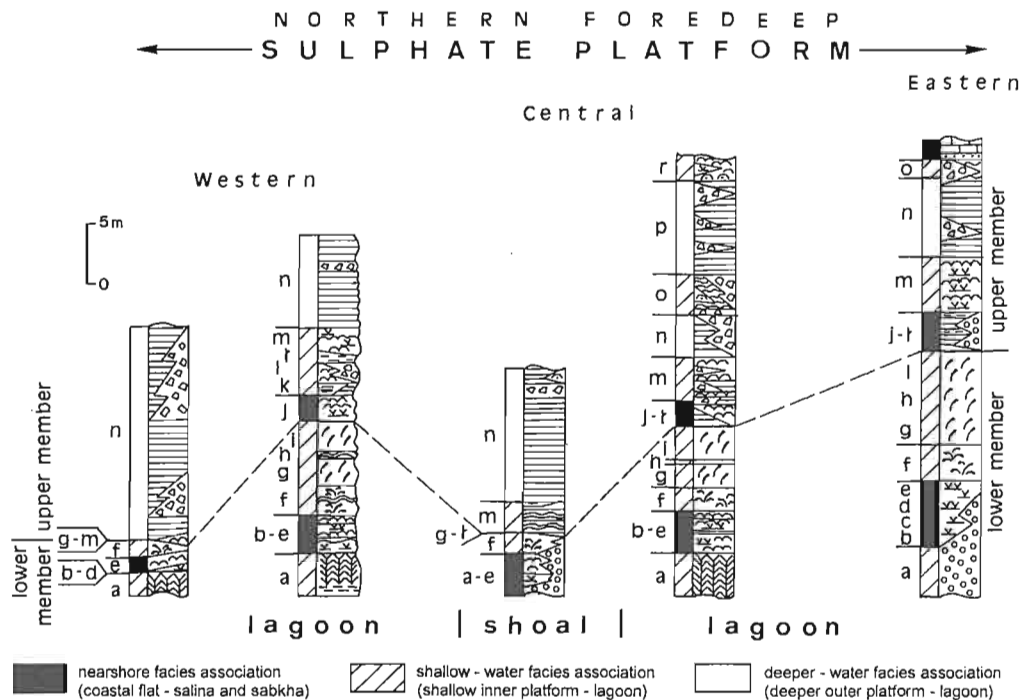 NORTHERN FOREDEEP
SULPHATE PLATFORM
Eastern
Central
Western
5m
0
upper member
lower member
n
g-m
f
e
b-d
a
n
m
ł
l
k
j
i
h
g
f
b-e
a
n
m
g-ł
f
a-e
r
p
o
n
m
j-ł
i
h
g
f
b-e
a
o
n
m
j-ł
i
h
g
f
e
d
c
b
a
upper member
lower member
lagoon | shoal | lagoon
nearshore facies association
(coastal flat - salina and sabkha)
shallow - water facies association
(shallow inner platform - lagoon)
deeper - water facies association
(deeper outer platform - lagoon)